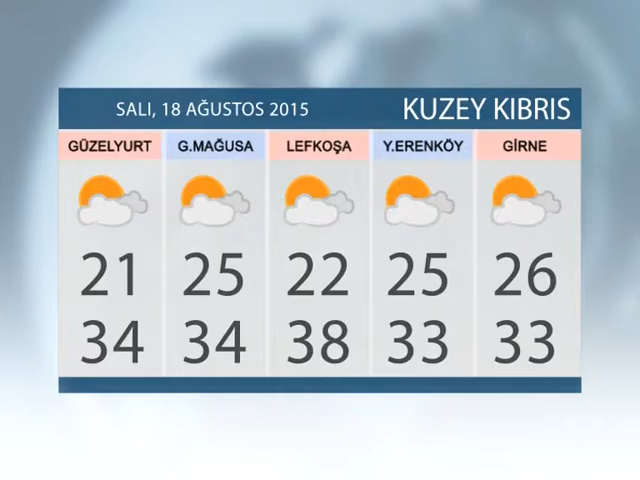 SALI, 18 AĞUSTOS 2015 KUZEY KIBRIS
GÜZELYURT G.MAĞUSA LEFKOŞA Y.ERENKÖY GİRNE
21 25 22 25 26
34 34 38 33 33